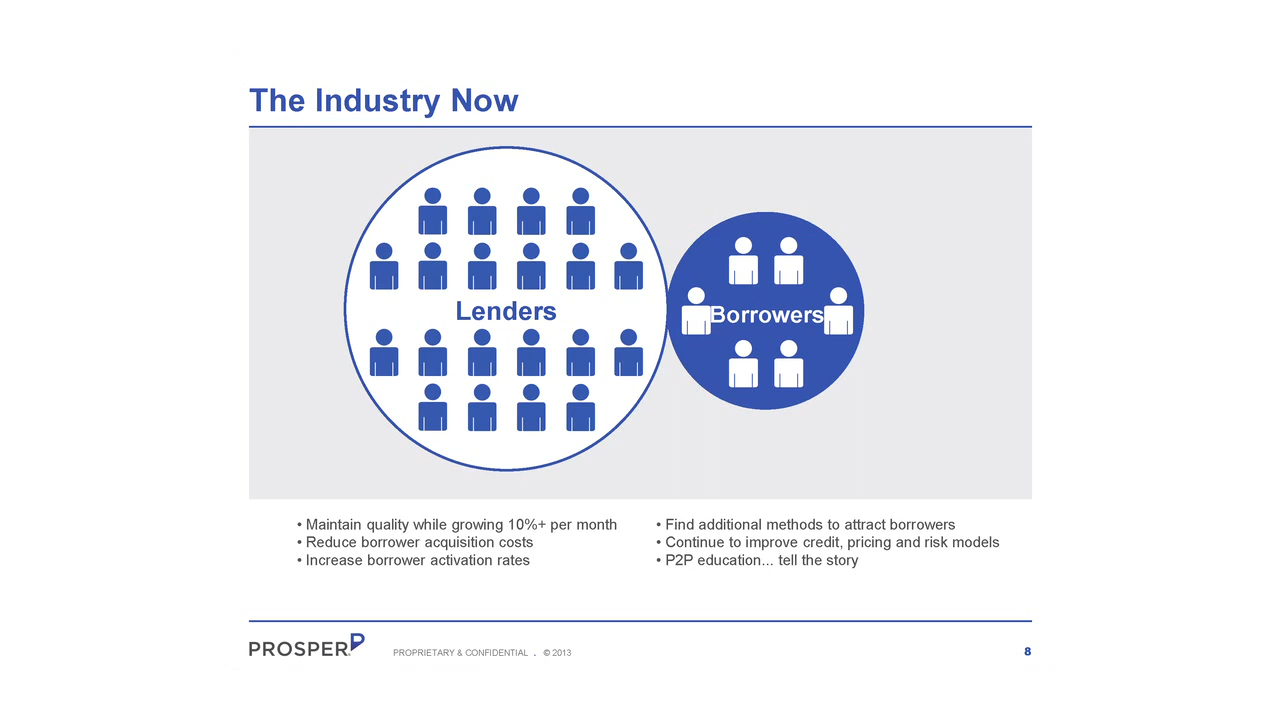 The Industry Now
Lenders
Borrowers
• Maintain quality while growing 10%+ per month
• Reduce borrower acquisition costs
• Increase borrower activation rates
• Find additional methods to attract borrowers
• Continue to improve credit, pricing and risk models
• P2P education... tell the story
PROSPER
PROPRIETARY & CONFIDENTIAL . © 2013
8